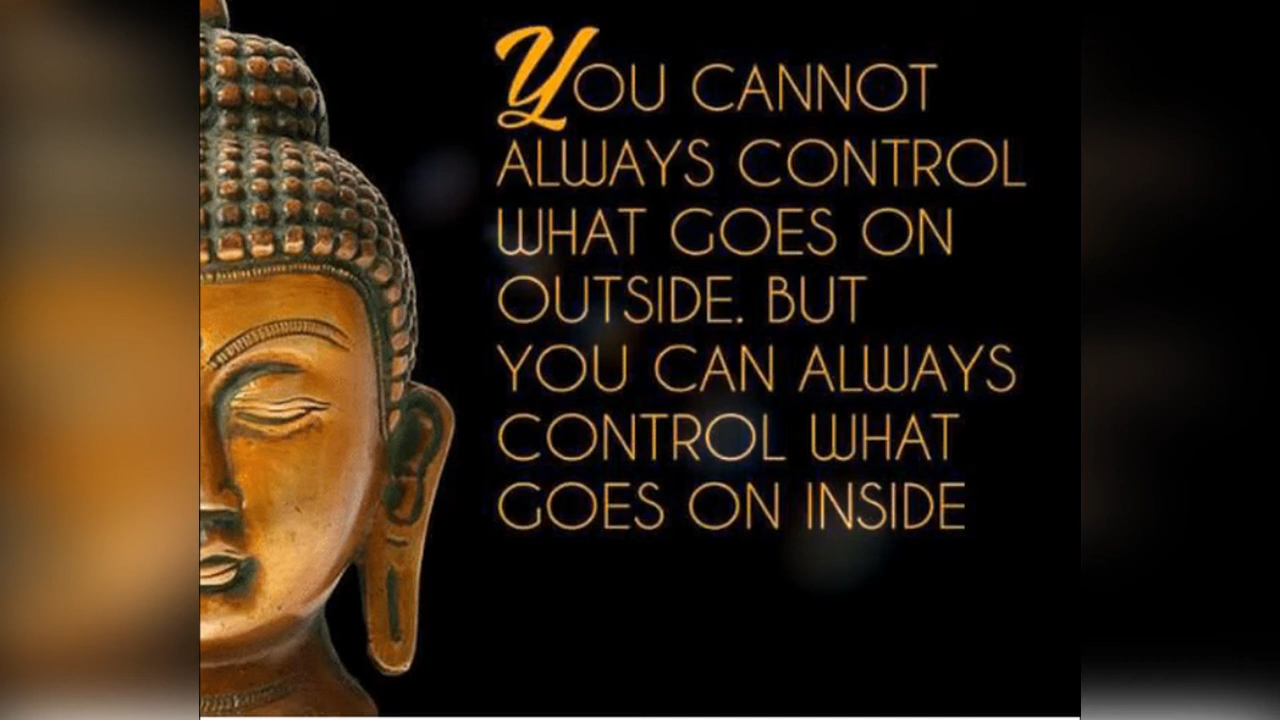 YOU CANNOT
ALWAYS CONTROL
WHAT GOES ON
OUTSIDE. BUT
YOU CAN ALWAYS
CONTROL WHAT
GOES ON INSIDE